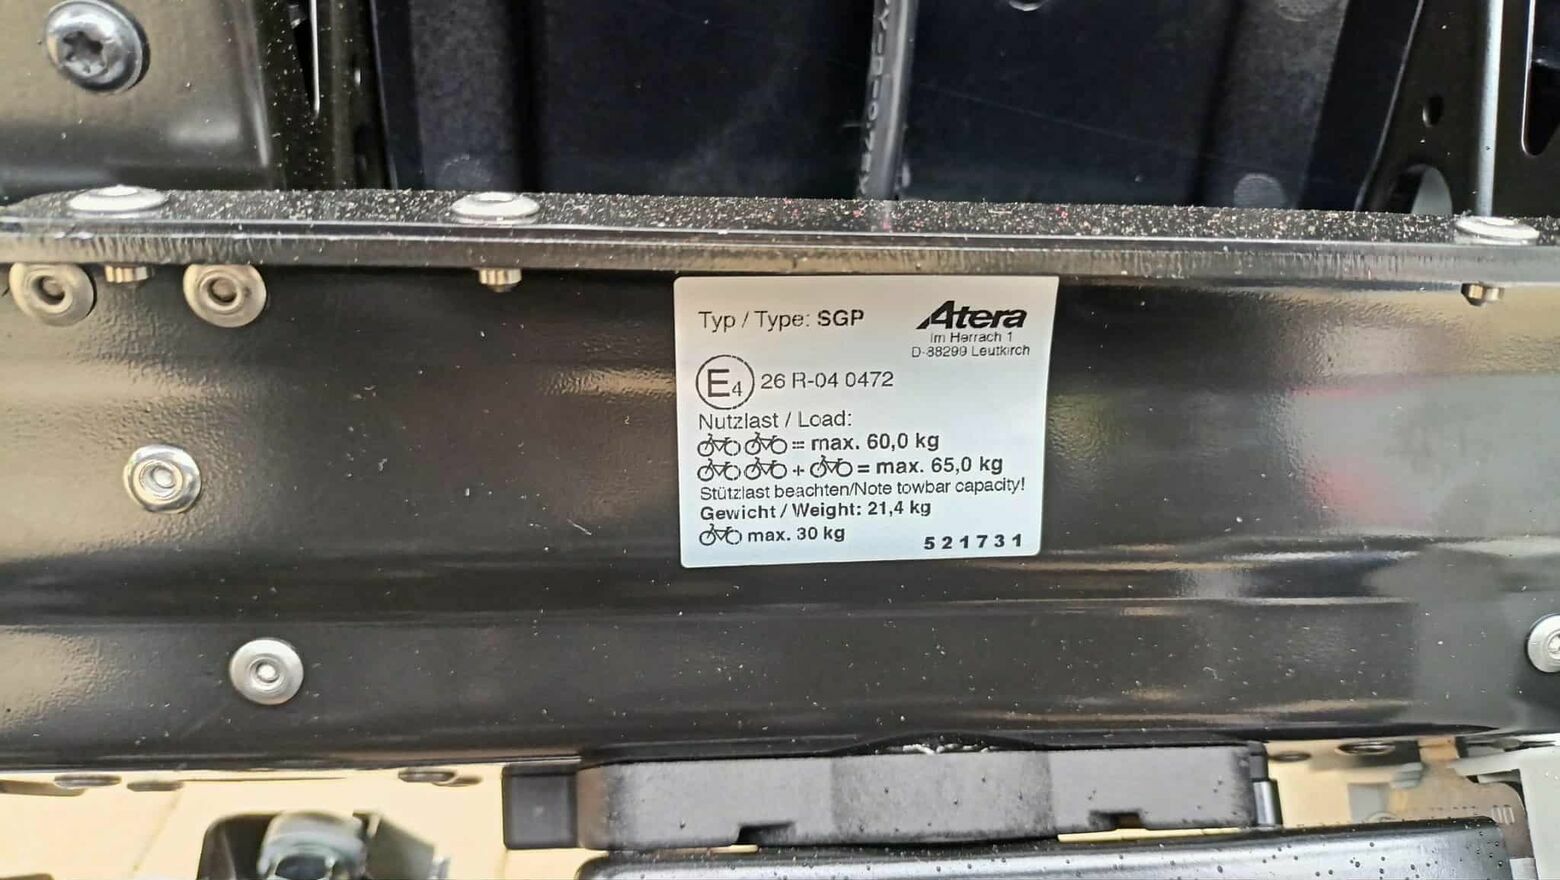 Typ / Type: SGP
Atera
Im Herrach 1
D-88299 Leutkirch
E4 26 R-04 0472
Nutzlast / Load:
= max. 60,0 kg
+ = max. 65,0 kg
Stützlast beachten/Note towbar capacity!
Gewicht / Weight: 21,4 kg
max. 30 kg
521731